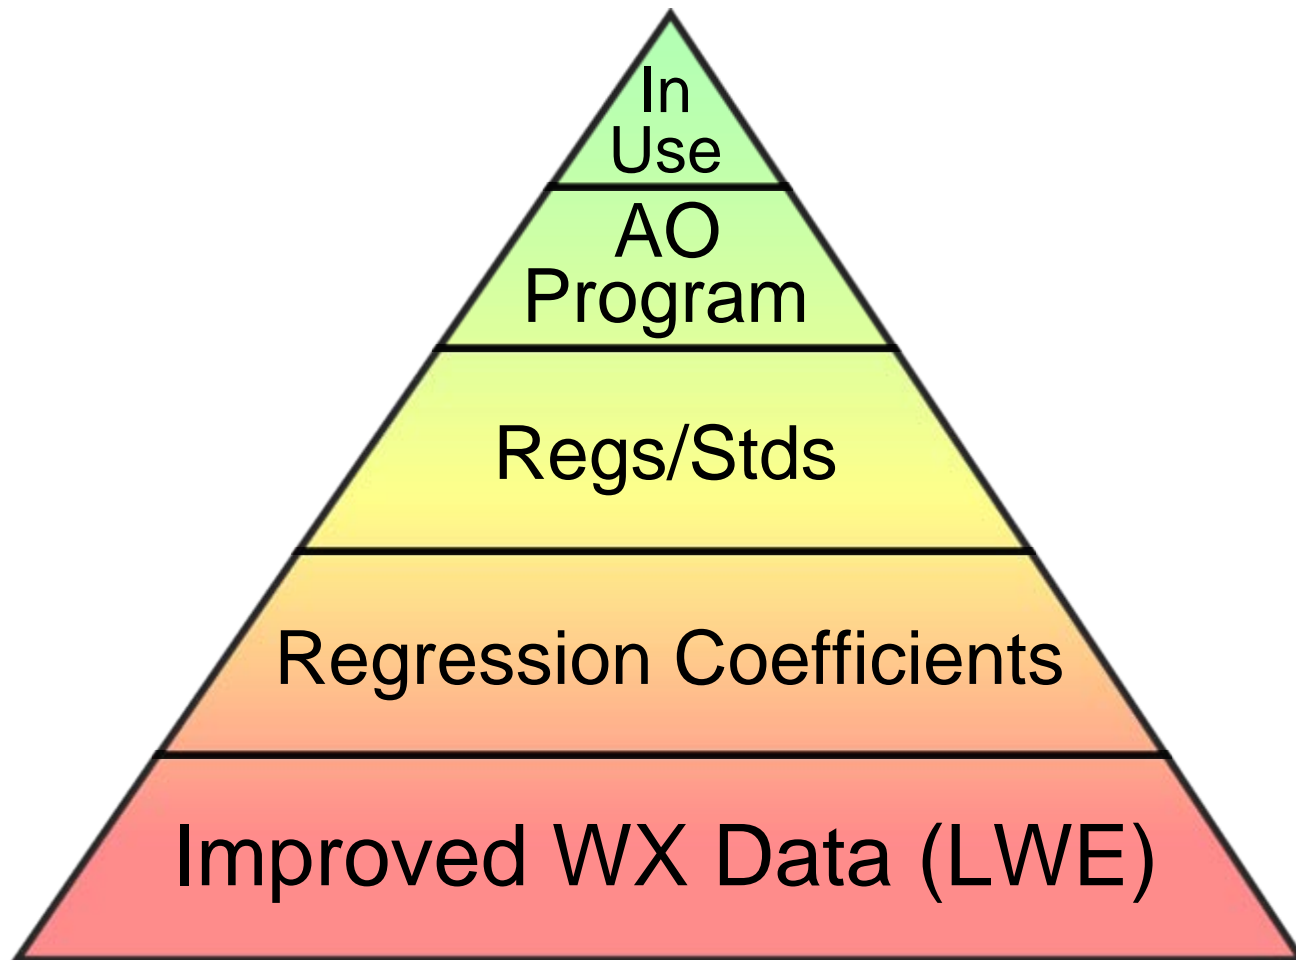 In
Use
AO
Program
Regs/Stds
Regression Coefficients
Improved WX Data (LWE)